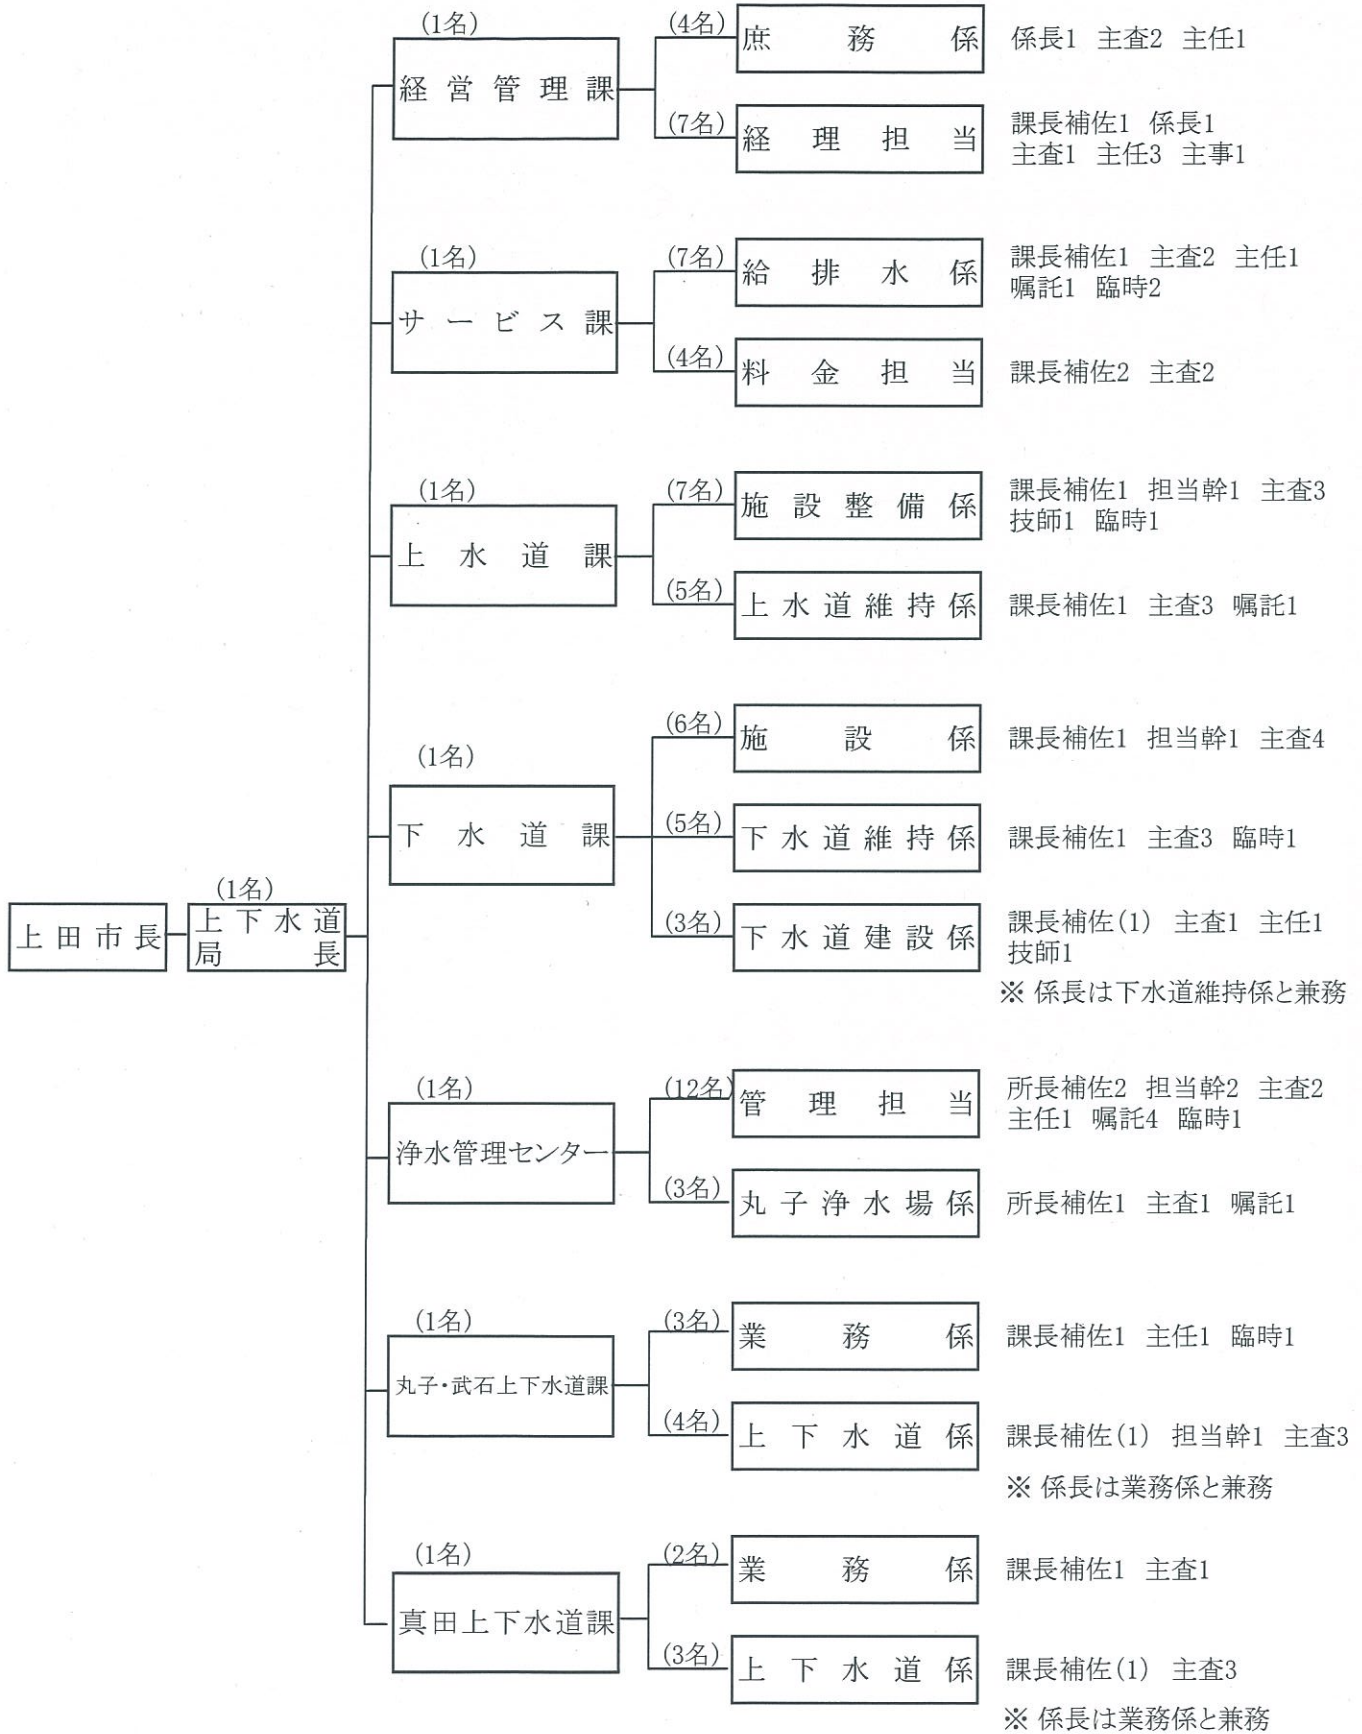 (1名)
経営管理課
(4名)
庶務係
係長1 主査2 主任1
(7名)
経理担当
課長補佐1 係長1
主査1 主任3 主事1
(1名)
サービス課
(7名)
給排水係
課長補佐1 主査2 主任1
嘱託1 臨時2
(4名)
料金担当
課長補佐2 主査2
(1名)
上水道課
(7名)
施設整備係
課長補佐1 担当幹1 主査3
技師1 臨時1
(5名)
上水道維持係
課長補佐1 主査3 嘱託1
(1名)
下水道課
(6名)
施設係
課長補佐1 担当幹1 主査4
(5名)
下水道維持係
課長補佐1 主査3 臨時1
(3名)
下水道建設係
課長補佐(1) 主査1 主任1
技師1
※ 係長は下水道維持係と兼務
上田市長
(1名)
上下水道
局長
(1名)
浄水管理センター
(12名)
管理担当
所長補佐2 担当幹2 主査2
主任1 嘱託4 臨時1
(3名)
丸子浄水場係
所長補佐1 主査1 嘱託1
(1名)
丸子・武石上下水道課
(3名)
業務係
課長補佐1 主任1 臨時1
(4名)
上下水道係
課長補佐(1) 担当幹1 主査3
※ 係長は業務係と兼務
(1名)
真田上下水道課
(2名)
業務係
課長補佐1 主査1
(3名)
上下水道係
課長補佐(1) 主査3
※ 係長は業務係と兼務